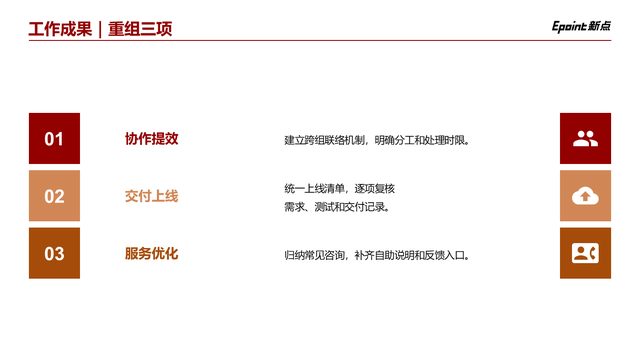 工作成果｜重组三项
Epoint新点
01
协作提效
建立跨组联络机制，明确分工和处理时限。
02
交付上线
统一上线清单，逐项复核
需求、测试和交付记录。
03
服务优化
归纳常见咨询，补齐自助说明和反馈入口。